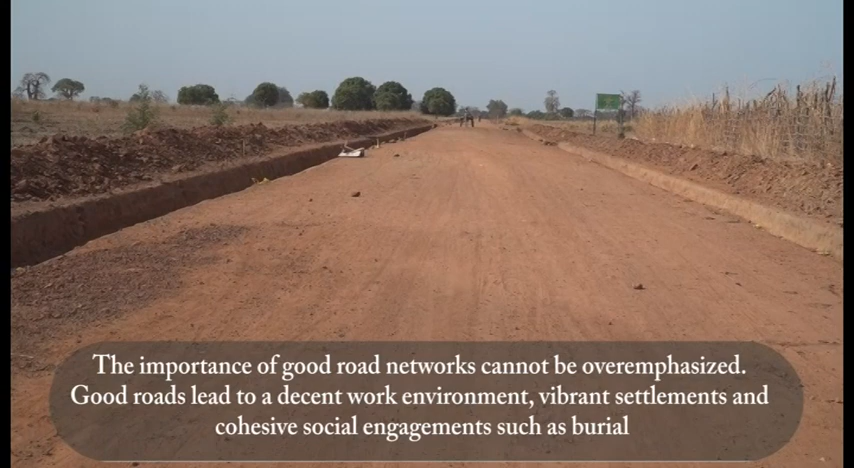 The importance of good road networks cannot be overemphasized.
Good roads lead to a decent work environment, vibrant settlements and
cohesive social engagements such as burial